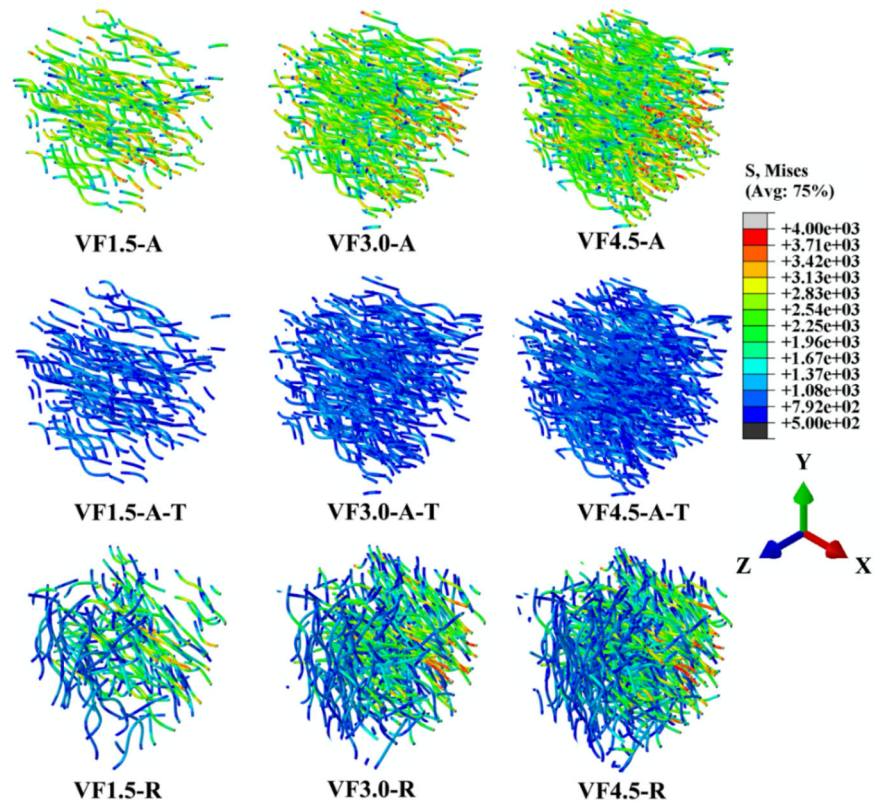 VF1.5-A
VF3.0-A
VF4.5-A
S, Mises
(Avg: 75%)
+4.00e+03
+3.71e+03
+3.42e+03
+3.13e+03
+2.83e+03
+2.54e+03
+2.25e+03
+1.96e+03
+1.67e+03
+1.37e+03
+1.08e+03
+7.92e+02
+5.00e+02
VF1.5-A-T
VF3.0-A-T
VF4.5-A-T
Y
Z
X
VF1.5-R
VF3.0-R
VF4.5-R